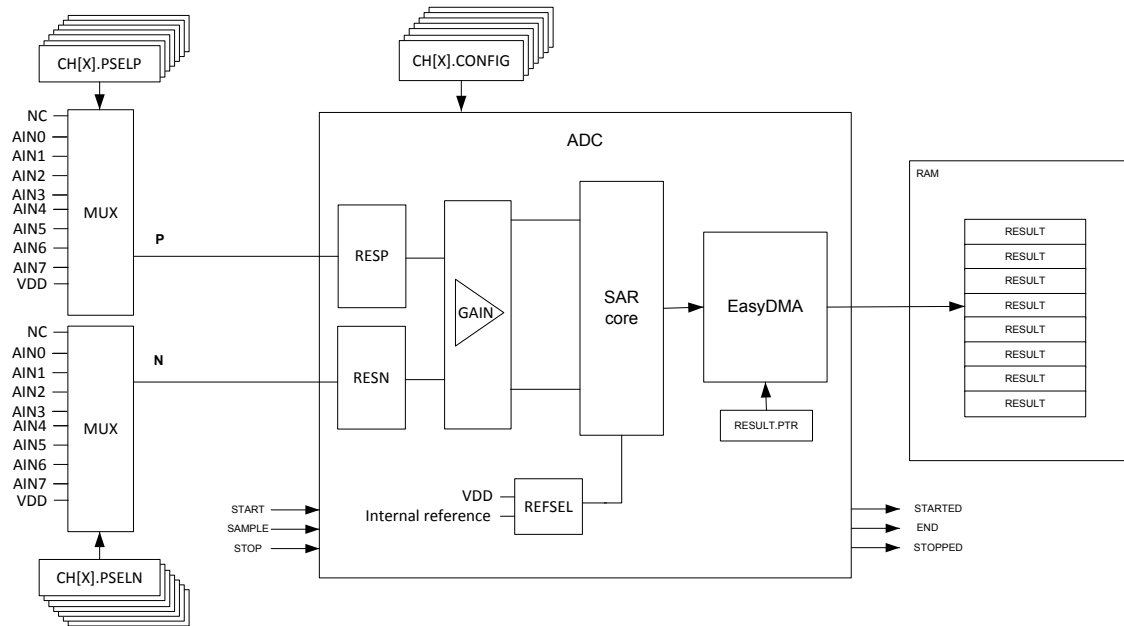 CH[X].PSELP
CH[X].CONFIG
NC
AIN0
AIN1
AIN2
AIN3
AIN4
AIN5
AIN6
AIN7
VDD
MUX
P
NC
AIN0
AIN1
AIN2
AIN3
AIN4
AIN5
AIN6
AIN7
VDD
MUX
N
CH[X].PSELN
ADC
RESP
RESN
GAIN
SAR
core
EasyDMA
RESULT.PTR
VDD
Internal reference
REFSEL
START
SAMPLE
STOP
STARTED
END
STOPPED
RAM
RESULT
RESULT
RESULT
RESULT
RESULT
RESULT
RESULT
RESULT